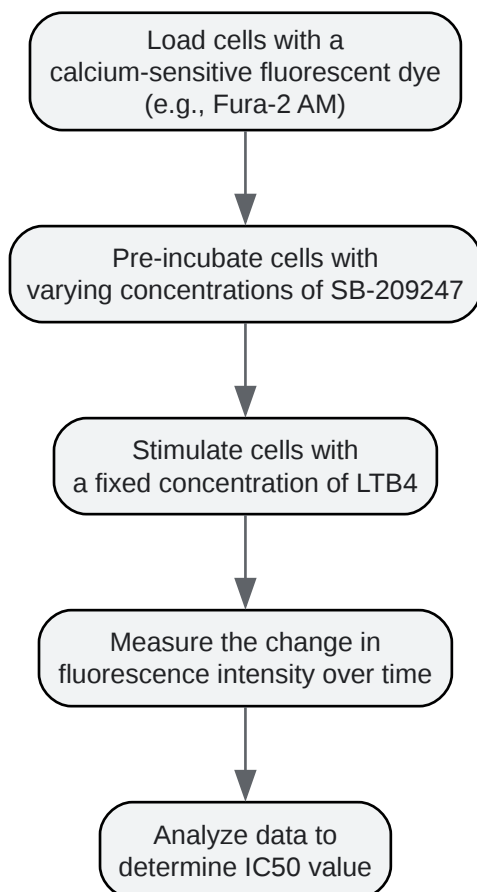 Load cells with a
calcium-sensitive fluorescent dye
(e.g., Fura-2 AM)
Pre-incubate cells with
varying concentrations of SB-209247
Stimulate cells with
a fixed concentration of LTB4
Measure the change in
fluorescence intensity over time
Analyze data to
determine IC50 value